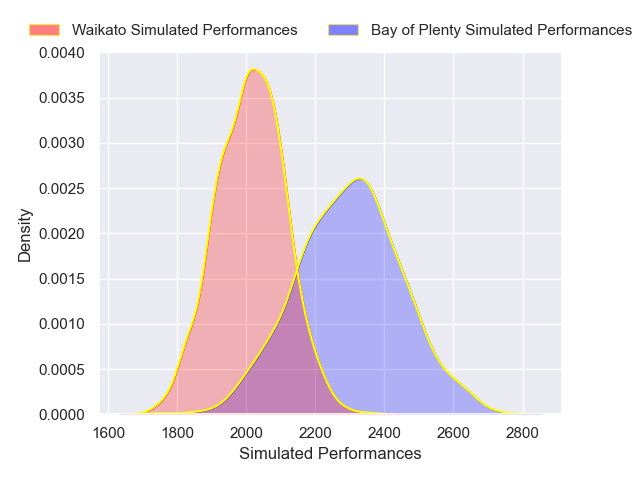 Waikato Simulated Performances
Bay of Plenty Simulated Performances
0.0040
0.0035
0.0030
0.0025
0.0020
0.0015
0.0010
0.0005
0.0000
Density
1600 1800 2000 2200 2400 2600 2800
Simulated Performances